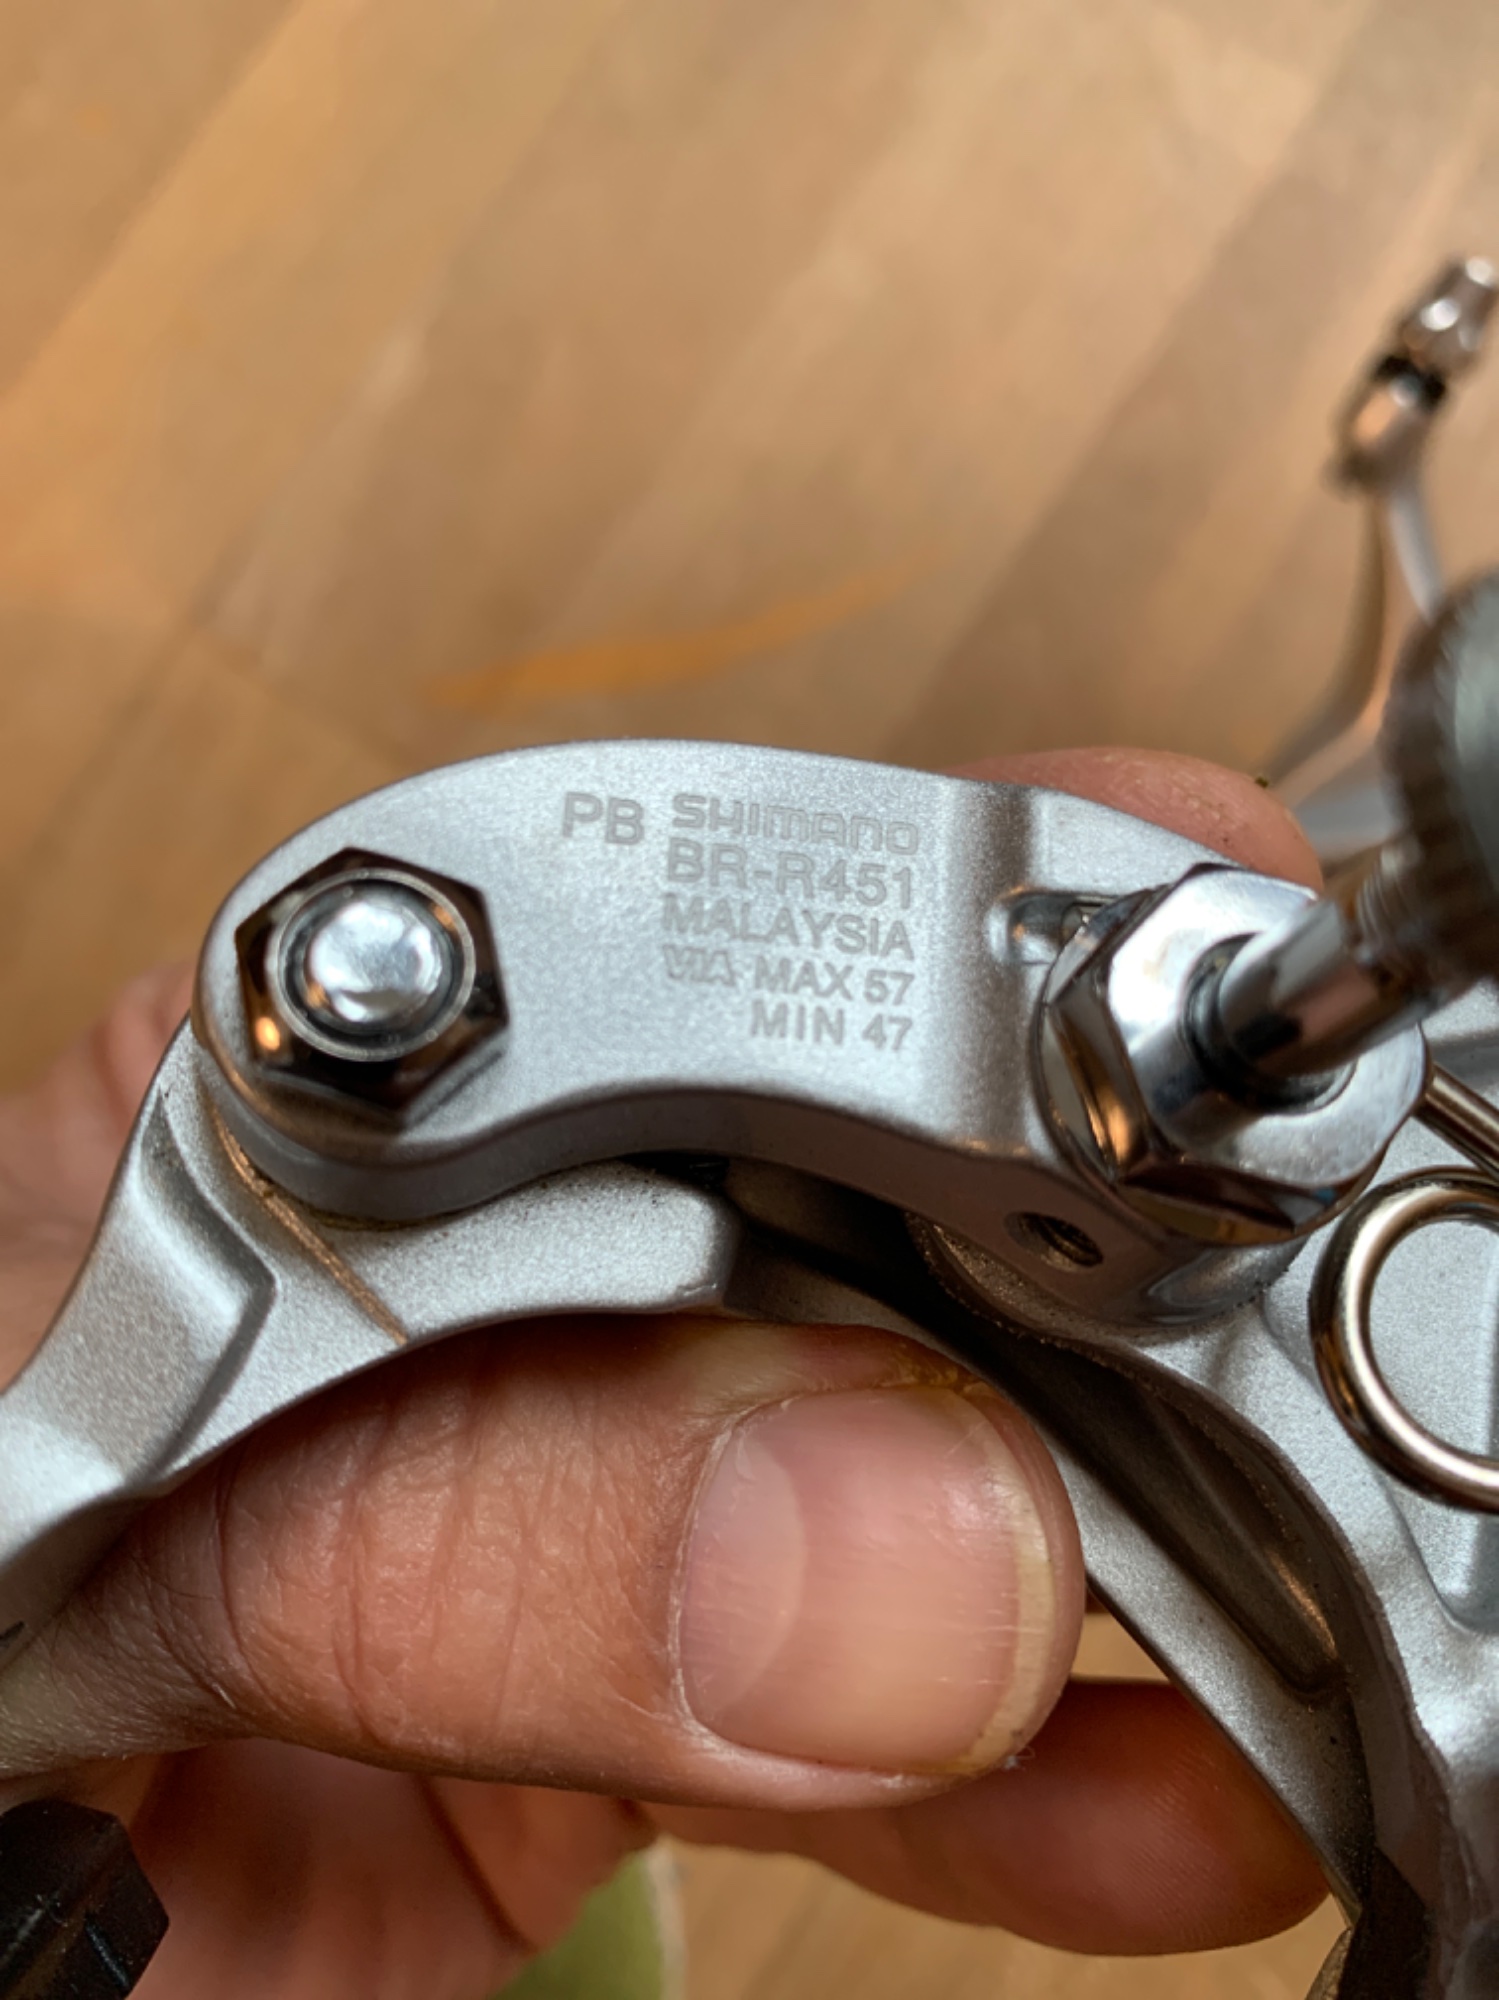 PB SHIMANO
BR-R451
MALAYSIA
VIA MAX 57
MIN 47